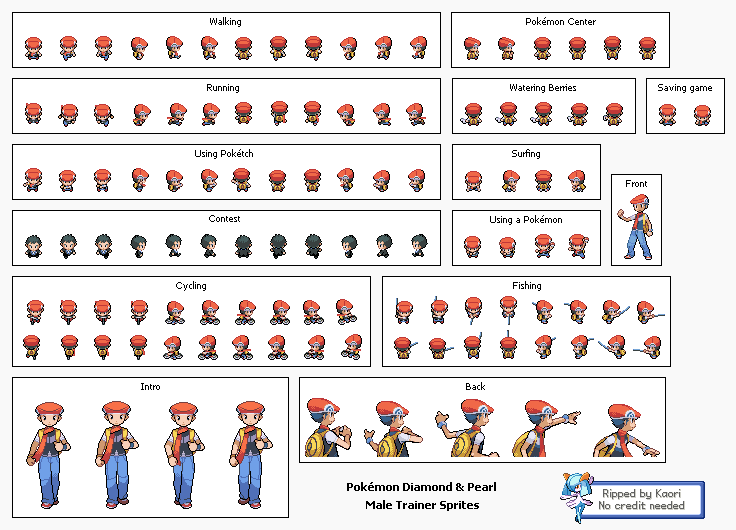 Walking
Pokémon Center
Running
Watering Berries
Saving game
Using Pokétch
Surfing
Front
Contest
Using a Pokémon
Cycling
Fishing
Intro
Back
Pokémon Diamond & Pearl
Male Trainer Sprites
Ripped by Kaori
No credit needed